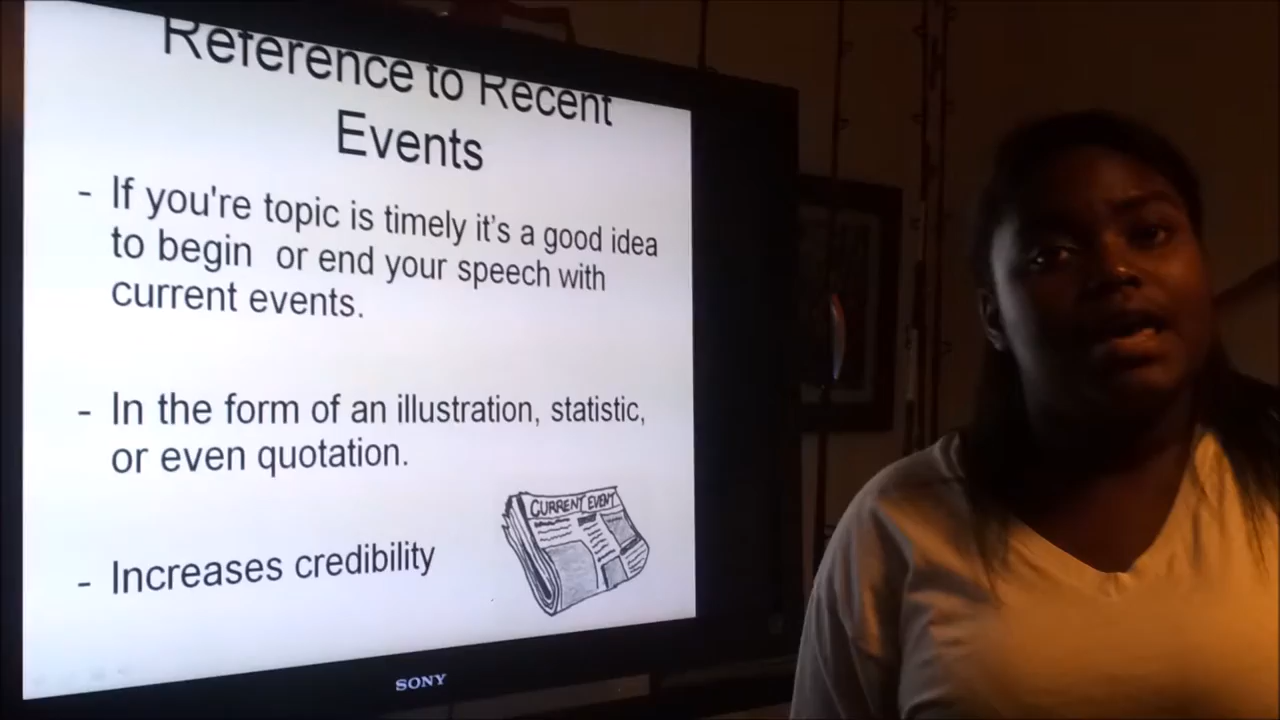 Reference to Recent
Events
- If you're topic is timely it's a good idea
to begin or end your speech with
current events.
- In the form of an illustration, statistic,
or even quotation.
CURRENT EVENT
- Increases credibility
SONY